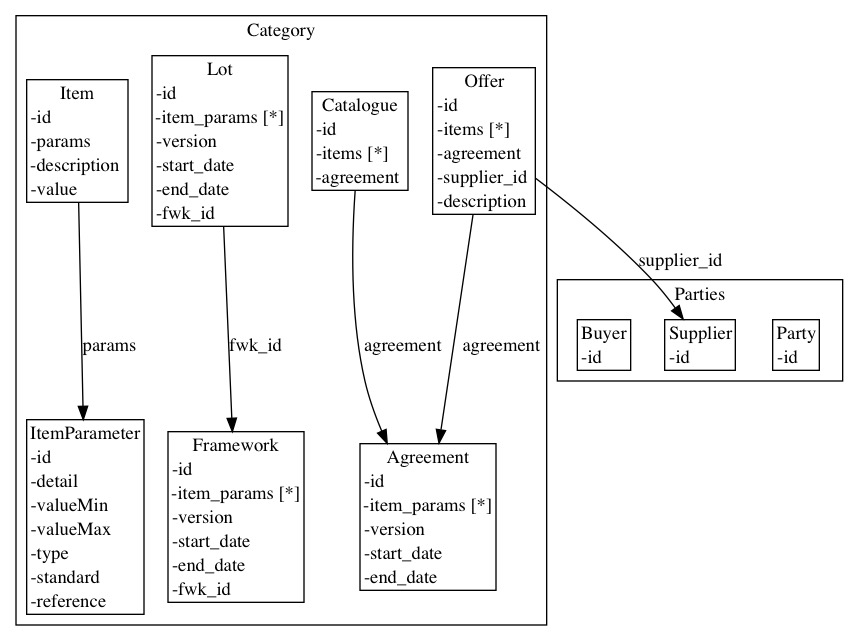 Category
Item
-id
-params
-description
-value
Lot
-id
-item_params [*]
-version
-start_date
-end_date
-fwk_id
Catalogue
-id
-items [*]
-agreement
Offer
-id
-items [*]
-agreement
-supplier_id
-description
supplier_id
Parties
Buyer
-id
Supplier
-id
Party
-id
params
fwk_id
agreement
agreement
ItemParameter
-id
-detail
-valueMin
-valueMax
-type
-standard
-reference
Framework
-id
-item_params [*]
-version
-start_date
-end_date
-fwk_id
Agreement
-id
-item_params [*]
-version
-start_date
-end_date